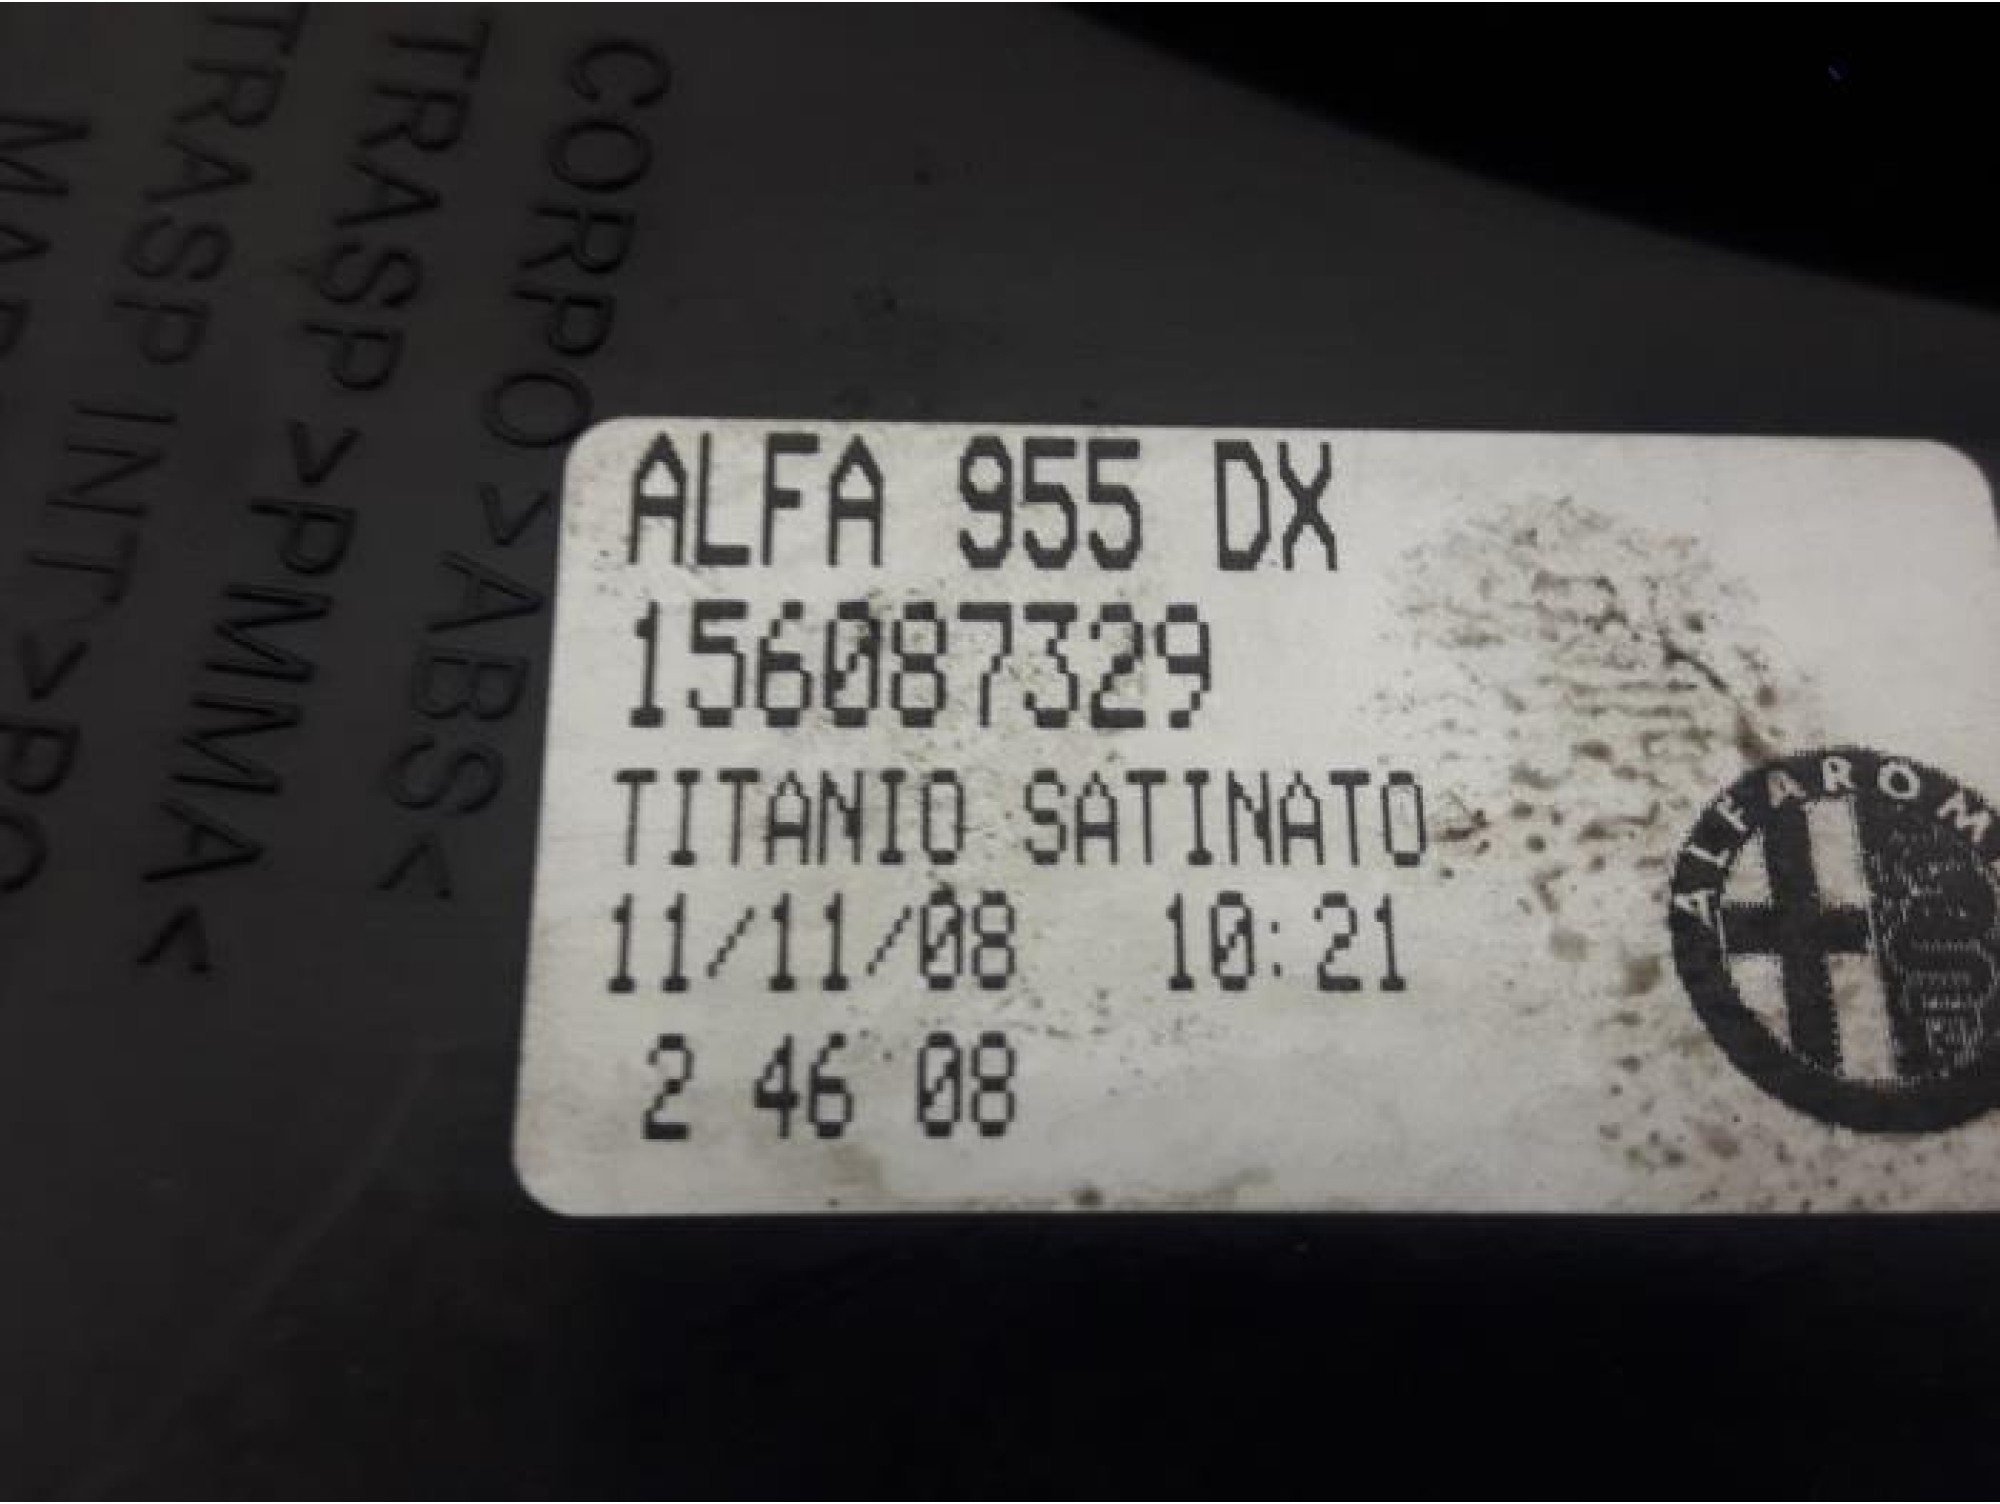 CORPO >ABS<
TRASP >PMMA<
TRASP INT >PC
ALFA 955 DX
156087329
TITANIO SATINATO
11/11/08 10:21
2 46 08